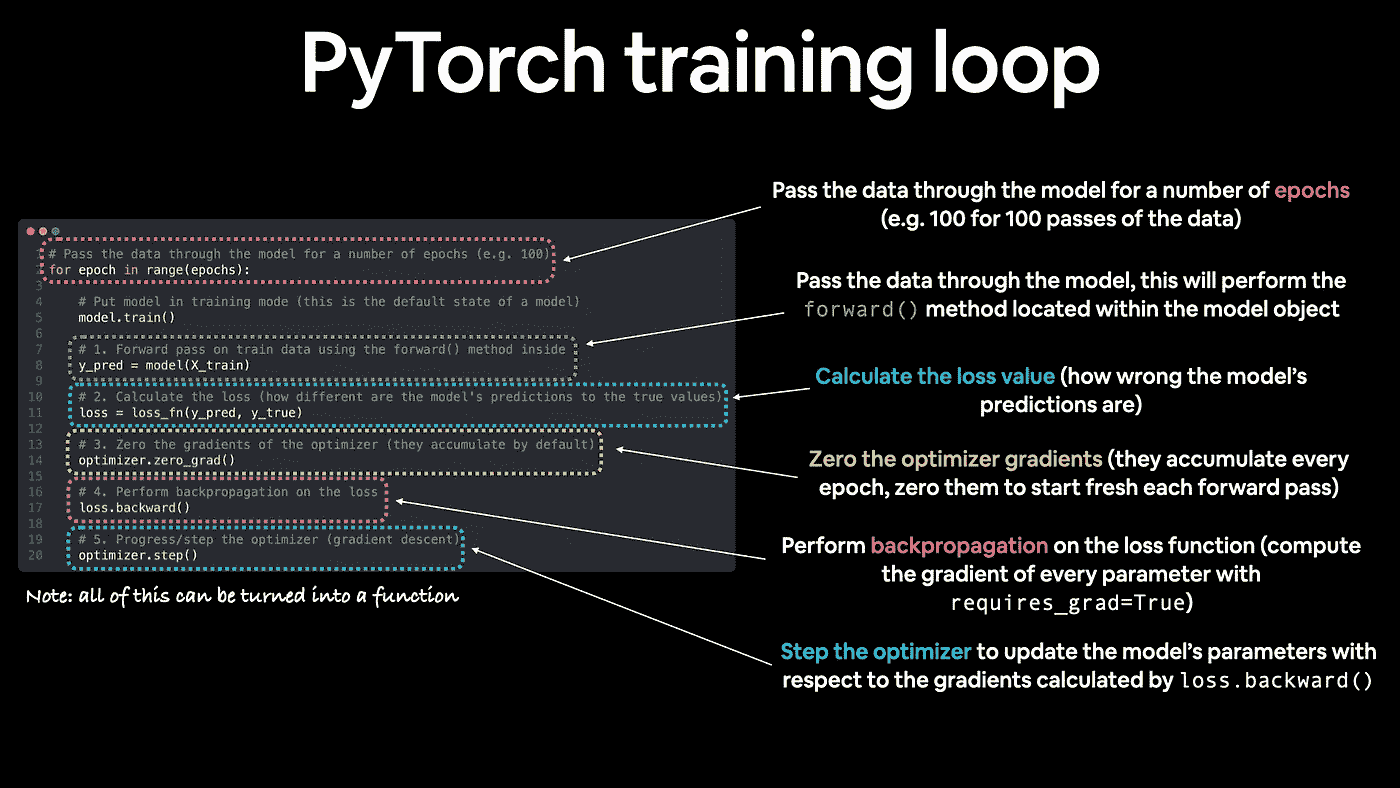 PyTorch training loop
# Pass the data through the model for a number of epochs (e.g. 100)
for epoch in range(epochs):
3
4 # Put model in training mode (this is the default state of a model)
5 model.train()
6
7 # 1. Forward pass on train data using the forward() method inside
8 y_pred = model(X_train)
9
10 # 2. Calculate the loss (how different are the model's predictions to the true values)
11 loss = loss_fn(y_pred, y_true)
12
13 # 3. Zero the gradients of the optimizer (they accumulate by default)
14 optimizer.zero_grad()
15
16 # 4. Perform backpropagation on the loss
17 loss.backward()
18
19 # 5. Progress/step the optimizer (gradient descent)
20 optimizer.step()
Note: all of this can be turned into a function
Pass the data through the model for a number of epochs
(e.g. 100 for 100 passes of the data)
Pass the data through the model, this will perform the
forward() method located within the model object
Calculate the loss value (how wrong the model’s
predictions are)
Zero the optimizer gradients (they accumulate every
epoch, zero them to start fresh each forward pass)
Perform backpropagation on the loss function (compute
the gradient of every parameter with
requires_grad=True)
Step the optimizer to update the model’s parameters with
respect to the gradients calculated by loss.backward()